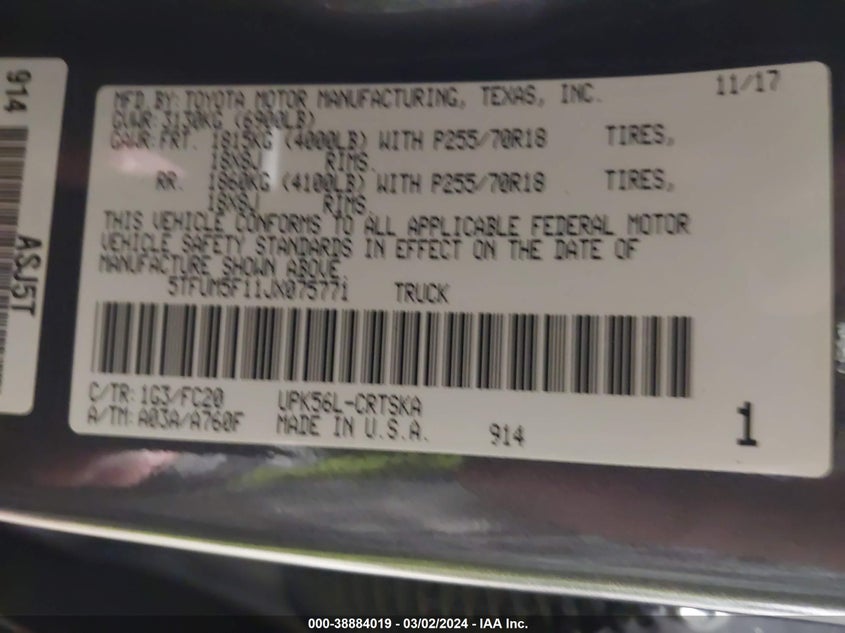 914
ASJ5T
MFD.BY:TOYOTA MOTOR MANUFACTURING, TEXAS, INC. 11/17
GVWR:3130KG (6900LB)
GAWR:FRT. 1815KG (4000LB) WITH P255/70R18 TIRES,
18X8J RIMS.
RR. 1860KG (4100LB) WITH P255/70R18 TIRES,
18X8J RIMS.
THIS VEHICLE CONFORMS TO ALL APPLICABLE FEDERAL MOTOR
VEHICLE SAFETY STANDARDS IN EFFECT ON THE DATE OF
MANUFACTURE SHOWN ABOVE.
5TFUM5F11JX075771 TRUCK
C/TR:1G3/FC20 UPK56L-CRTSKA
A/TM:A03A/A760F MADE IN U.S.A. 914 1
000-38884019 - 03/02/2024 - IAA Inc.